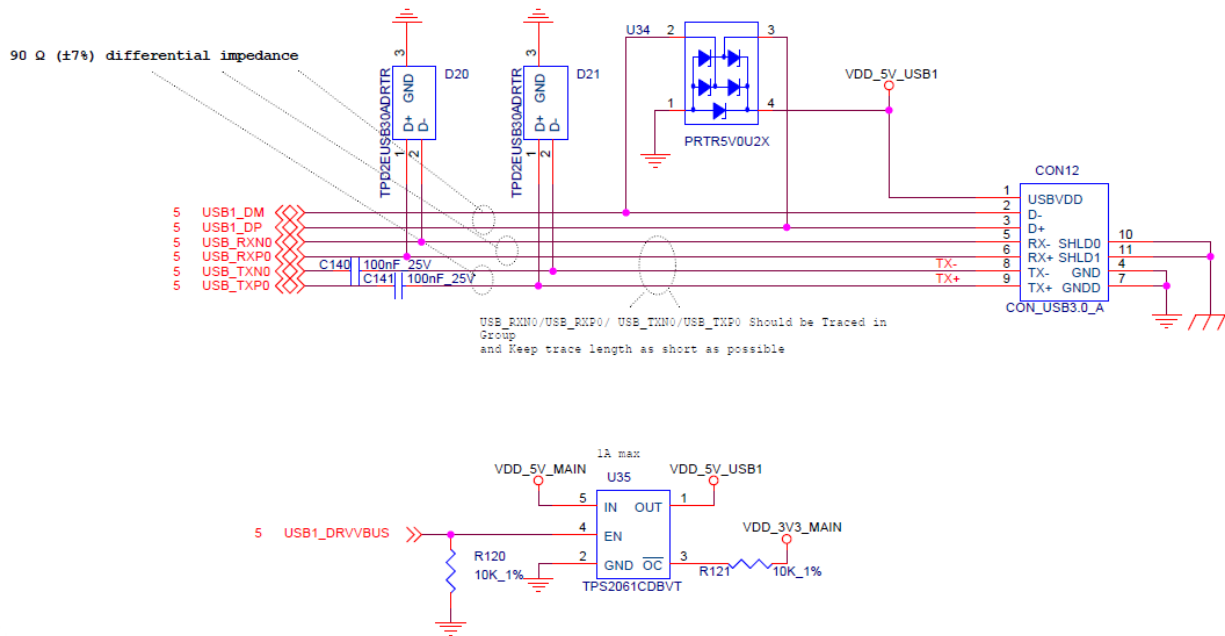 U34
2
3
90 Ω (±7%) differential impedance
3
D20
3
D21
VDD_5V_USB1
TPD2EUSB30ADRTR
GND
D+
D-
TPD2EUSB30ADRTR
GND
D+
D-
1
4
PRTR5V0U2X
1
2
1
2
CON12
1
USBVDD
5
USB1_DM
2
D-
5
USB1_DP
3
D+
5
USB_RXN0
5
RX-
SHLD0
10
5
USB_RXP0
6
RX+
SHLD1
11
5
USB_TXN0
C140
100nF_25V
TX-
8
TX-
GND
4
5
USB_TXP0
C141
100nF_25V
TX+
9
TX+
GNDD
7
CON_USB3.0_A
USB_RXN0/USB_RXP0/ USB_TXN0/USB_TXP0 Should be Traced in
Group
and Keep trace length as short as possible
1A max
VDD_5V_MAIN
U35
VDD_5V_USB1
5
IN
OUT
1
5
USB1_DRVVBUS
4
EN
VDD_3V3_MAIN
R120
10K_1%
2
GND
OC
3
R121
10K_1%
TPS2061CDBVT